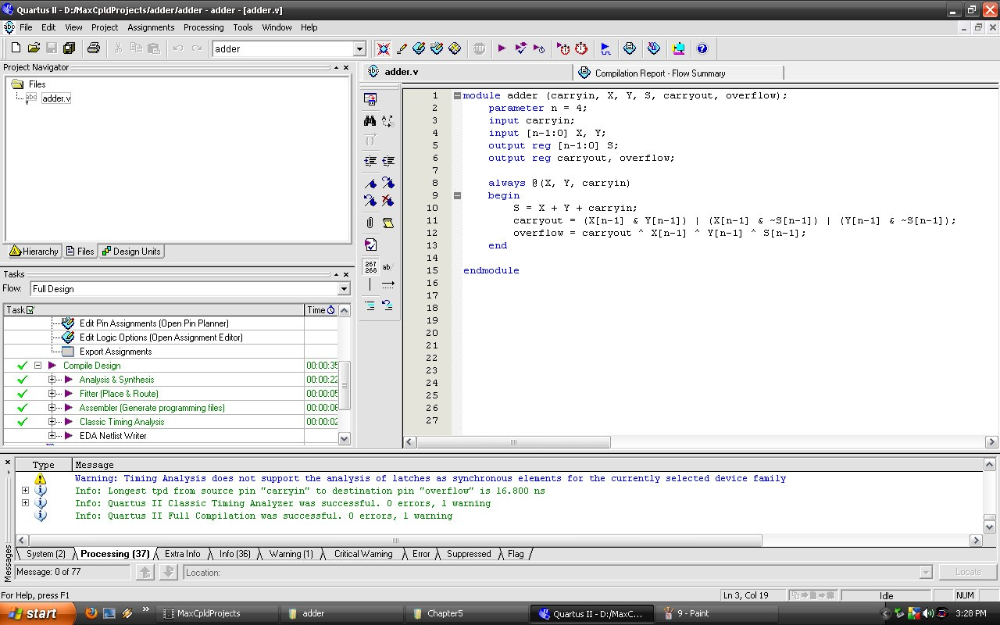 Quartus II - D:/MaxCpldProjects/adder/adder - adder - [adder.v]
File Edit View Project Assignments Processing Tools Window Help
adder
STOP
Project Navigator
Files
abc adder.v
Hierarchy Files Design Units
Tasks
Flow: Full Design
Task Time
Edit Pin Assignments (Open Pin Planner)
Edit Logic Options (Open Assignment Editor)
Export Assignments
Compile Design 00:00:35
Analysis & Synthesis 00:00:22
Fitter (Place & Route) 00:00:05
Assembler (Generate programming files) 00:00:06
Classic Timing Analysis 00:00:02
EDA Netlist Writer
adder.v
Compilation Report - Flow Summary
267
268
ab/
1 module adder (carryin, X, Y, S, carryout, overflow);
2 parameter n = 4;
3 input carryin;
4 input [n-1:0] X, Y;
5 output reg [n-1:0] S;
6 output reg carryout, overflow;
7
8 always @(X, Y, carryin)
9 begin
10 S = X + Y + carryin;
11 carryout = (X[n-1] & Y[n-1]) | (X[n-1] & ~S[n-1]) | (Y[n-1] & ~S[n-1]);
12 overflow = carryout ^ X[n-1] ^ Y[n-1] ^ S[n-1];
13 end
14
15 endmodule
16
17
18
19
20
21
22
23
24
25
26
27
Type Message
Warning: Timing Analysis does not support the analysis of latches as synchronous elements for the currently selected device family
Info: Longest tpd from source pin "carryin" to destination pin "overflow" is 16.800 ns
Info: Quartus II Classic Timing Analyzer was successful. 0 errors, 1 warning
Info: Quartus II Full Compilation was successful. 0 errors, 1 warning
System (2) Processing (37) Extra Info Info (36) Warning (1) Critical Warning Error Suppressed Flag
Messages
Message: 0 of 77
Location:
Locate
For Help, press F1
Ln 3, Col 19
Idle
NUM
start
MaxCpldProjects
adder
Chapter5
Quartus II - D:/MaxC...
9 - Paint
3:28 PM